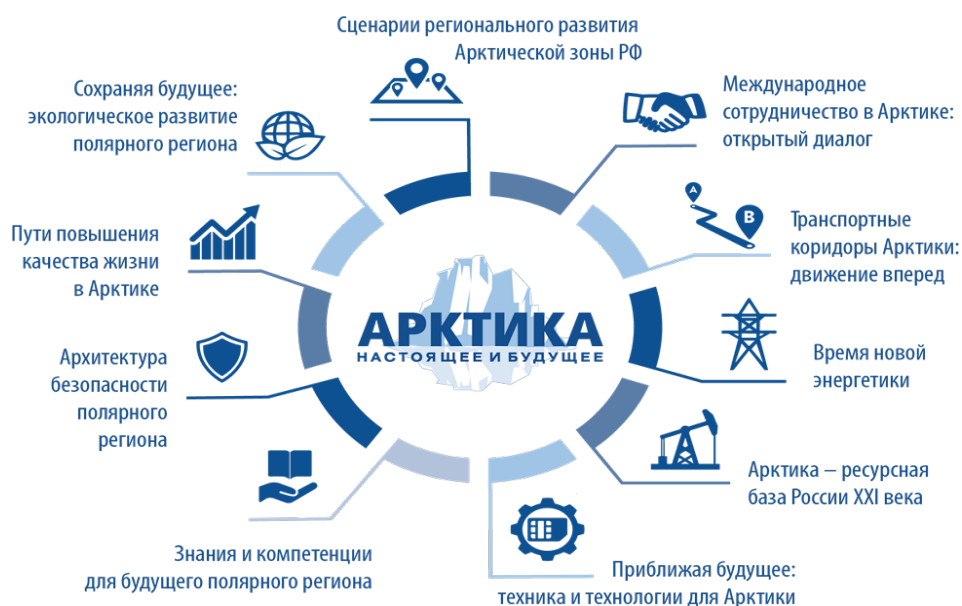 Сценарии регионального развития
Арктической зоны РФ
Международное
сотрудничество в Арктике:
открытый диалог
A
B
Транспортные
коридоры Арктики:
движение вперед
Время новой
энергетики
Арктика – ресурсная
база России XXI века
Приближая будущее:
техника и технологии для Арктики
Знания и компетенции
для будущего полярного региона
Архитектура
безопасности
полярного
региона
Пути повышения
качества жизни
в Арктике
Сохраняя будущее:
экологическое развитие
полярного региона
АРКТИКА
НАСТОЯЩЕЕ И БУДУЩЕЕ